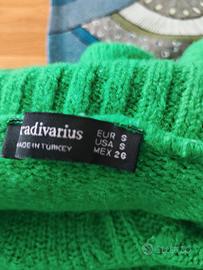 radivarius
MADE IN TURKEY
EUR S
USA S
MEX 26